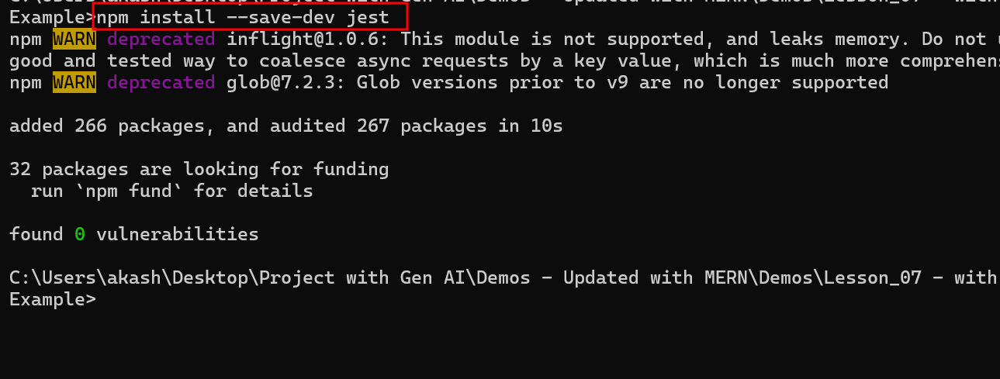 Example>npm install --save-dev jest
npm WARN deprecated inflight@1.0.6: This module is not supported, and leaks memory. Do not
good and tested way to coalesce async requests by a key value, which is much more
npm WARN deprecated glob@7.2.3: Glob versions prior to v9 are no longer supported
added 266 packages, and audited 267 packages in 10s
32 packages are looking for funding
run `npm fund` for details
found 0 vulnerabilities
C:\Users\akash\Desktop\Project with Gen AI\Demos - Updated with MERN\Demos\Lesson_07 - with
Example>